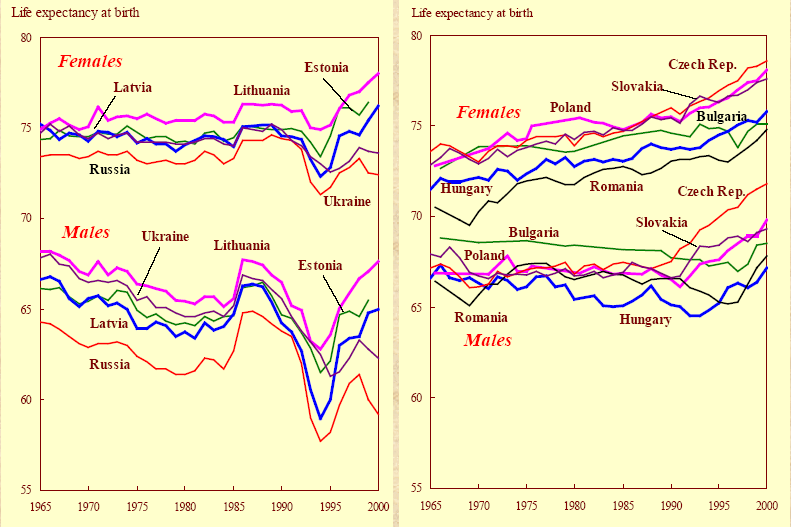 Life expectancy at birth
80
Females
Estonia
Latvia
Lithuania
75
Russia
Ukraine
70
Males
Ukraine
Lithuania
Estonia
65
Latvia
Russia
60
55
1965 1970 1975 1980 1985 1990 1995 2000
Life expectancy at birth
80
Czech Rep.
Slovakia
Females
Poland
Bulgaria
75
Hungary
Romania
Czech Rep.
70
Slovakia
Bulgaria
Poland
65
Romania
Hungary
Males
60
55
1965 1970 1975 1980 1985 1990 1995 2000